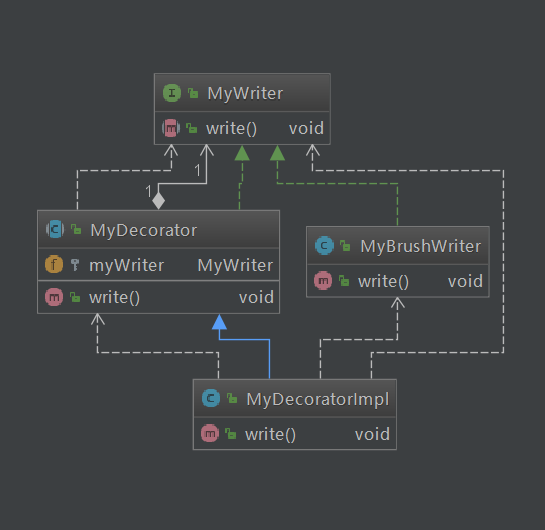 I MyWriter
m write() void
1
1
C MyDecorator
f myWriter MyWriter
m write() void
C MyBrushWriter
m write() void
C MyDecoratorImpl
m write() void